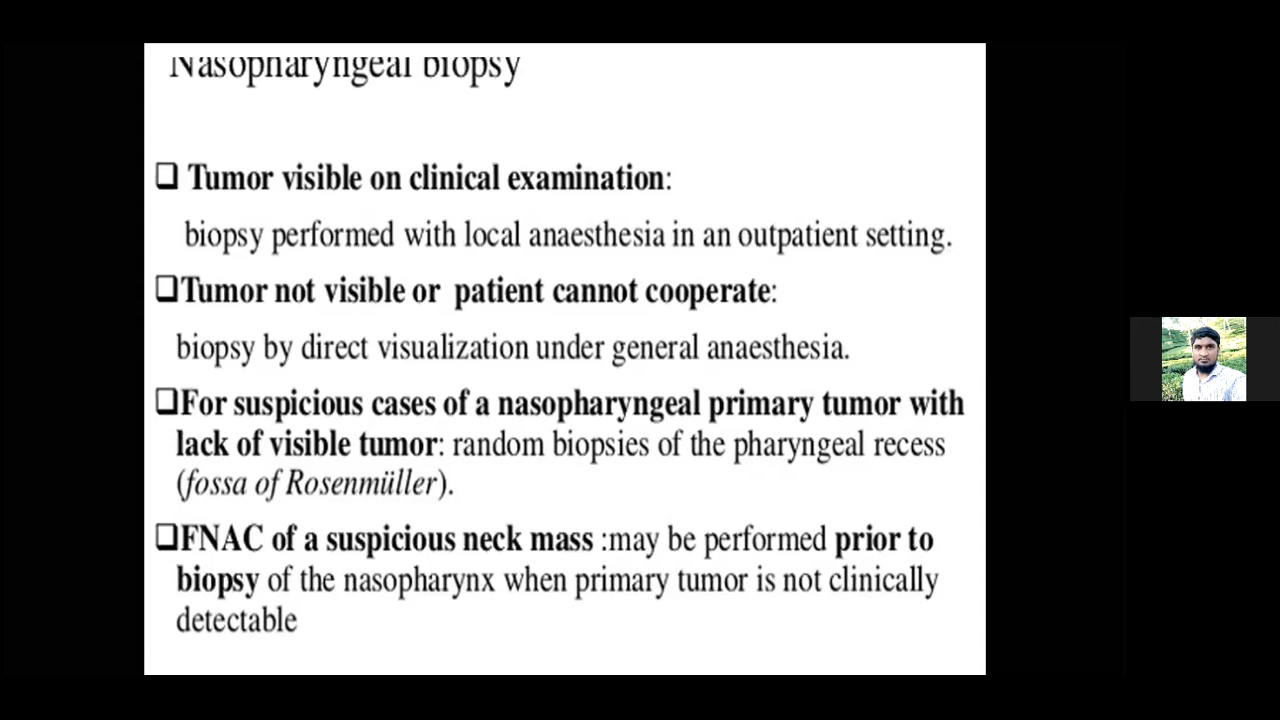 Nasopharyngeal biopsy
❑ Tumor visible on clinical examination:
biopsy performed with local anaesthesia in an outpatient setting.
❑Tumor not visible or patient cannot cooperate:
biopsy by direct visualization under general anaesthesia.
❑For suspicious cases of a nasopharyngeal primary tumor with
lack of visible tumor: random biopsies of the pharyngeal recess
(fossa of Rosenmüller).
❑FNAC of a suspicious neck mass :may be performed prior to
biopsy of the nasopharynx when primary tumor is not clinically
detectable